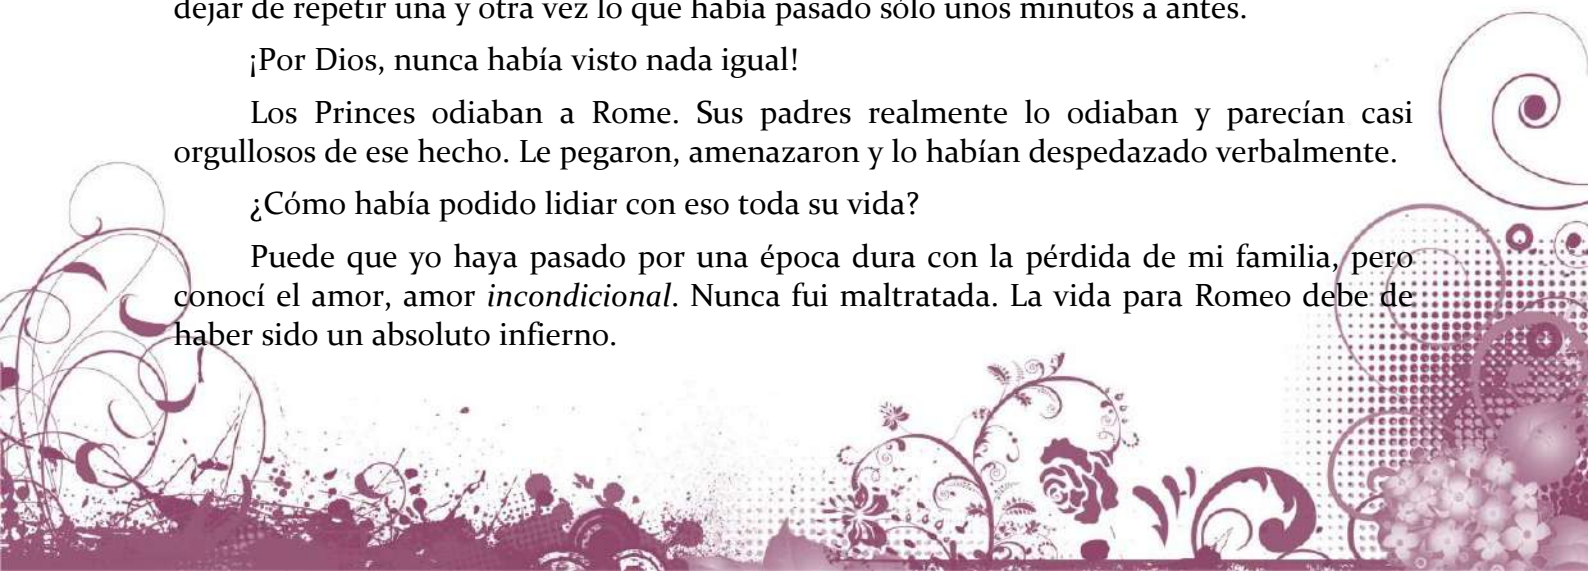 dejar de repetir una y otra vez lo que había pasado sólo unos minutos a antes.
¡Por Dios, nunca había visto nada igual!
Los Princes odiaban a Rome. Sus padres realmente lo odiaban y parecían casi
orgullosos de ese hecho. Le pegaron, amenazaron y lo habían despedazado verbalmente.
¿Cómo había podido lidiar con eso toda su vida?
Puede que yo haya pasado por una época dura con la pérdida de mi familia, pero
conocí el amor, amor incondicional. Nunca fui maltratada. La vida para Romeo debe de
haber sido un absoluto infierno.